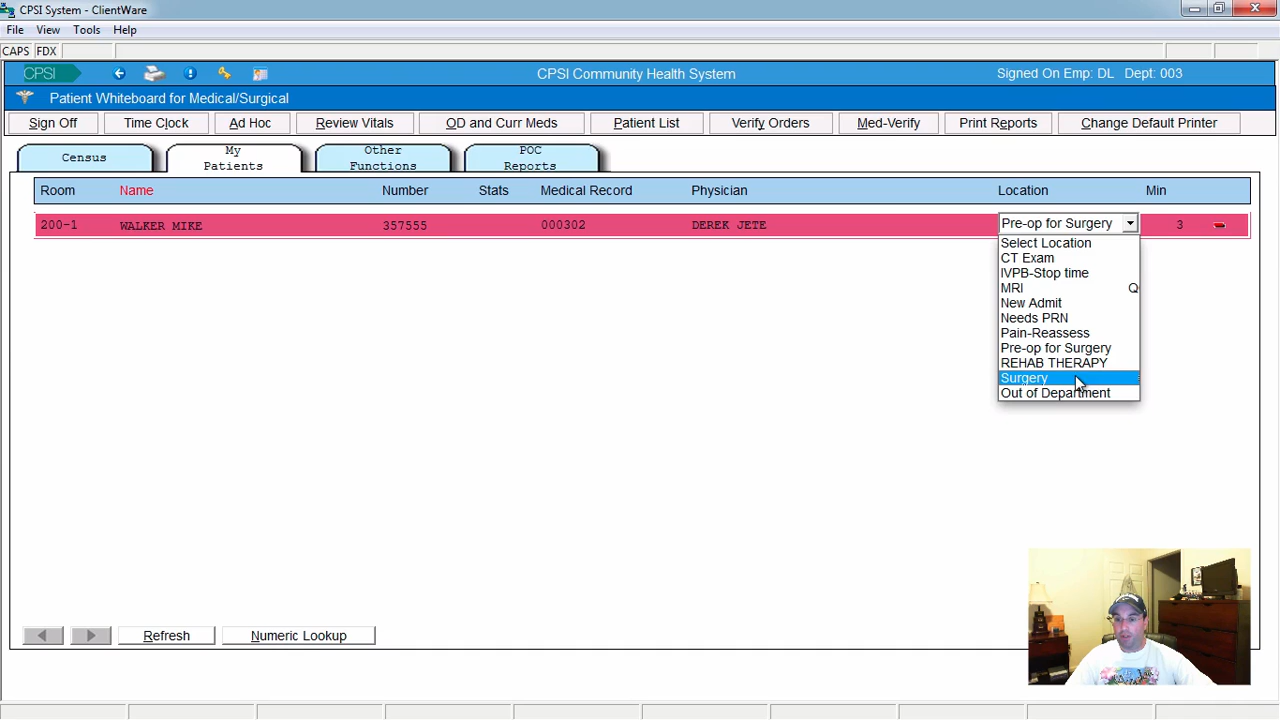 CPSI System - ClientWare
File View Tools Help
CAPS FDX
CPSI CPSI Community Health System Signed On Emp: DL Dept: 003
Patient Whiteboard for Medical/Surgical
Sign Off Time Clock Ad Hoc Review Vitals OD and Curr Meds Patient List Verify Orders Med-Verify Print Reports Change Default Printer
Census My Patients Other Functions POC Reports
Room Name Number Stats Medical Record Physician Location Min
200-1 WALKER MIKE 357555 000302 DEREK JETE Pre-op for Surgery 3
Select Location
CT Exam
IVPB-Stop time
MRI Q
New Admit
Needs PRN
Pain-Reassess
Pre-op for Surgery
REHAB THERAPY
Surgery
Out of Department
Refresh Numeric Lookup